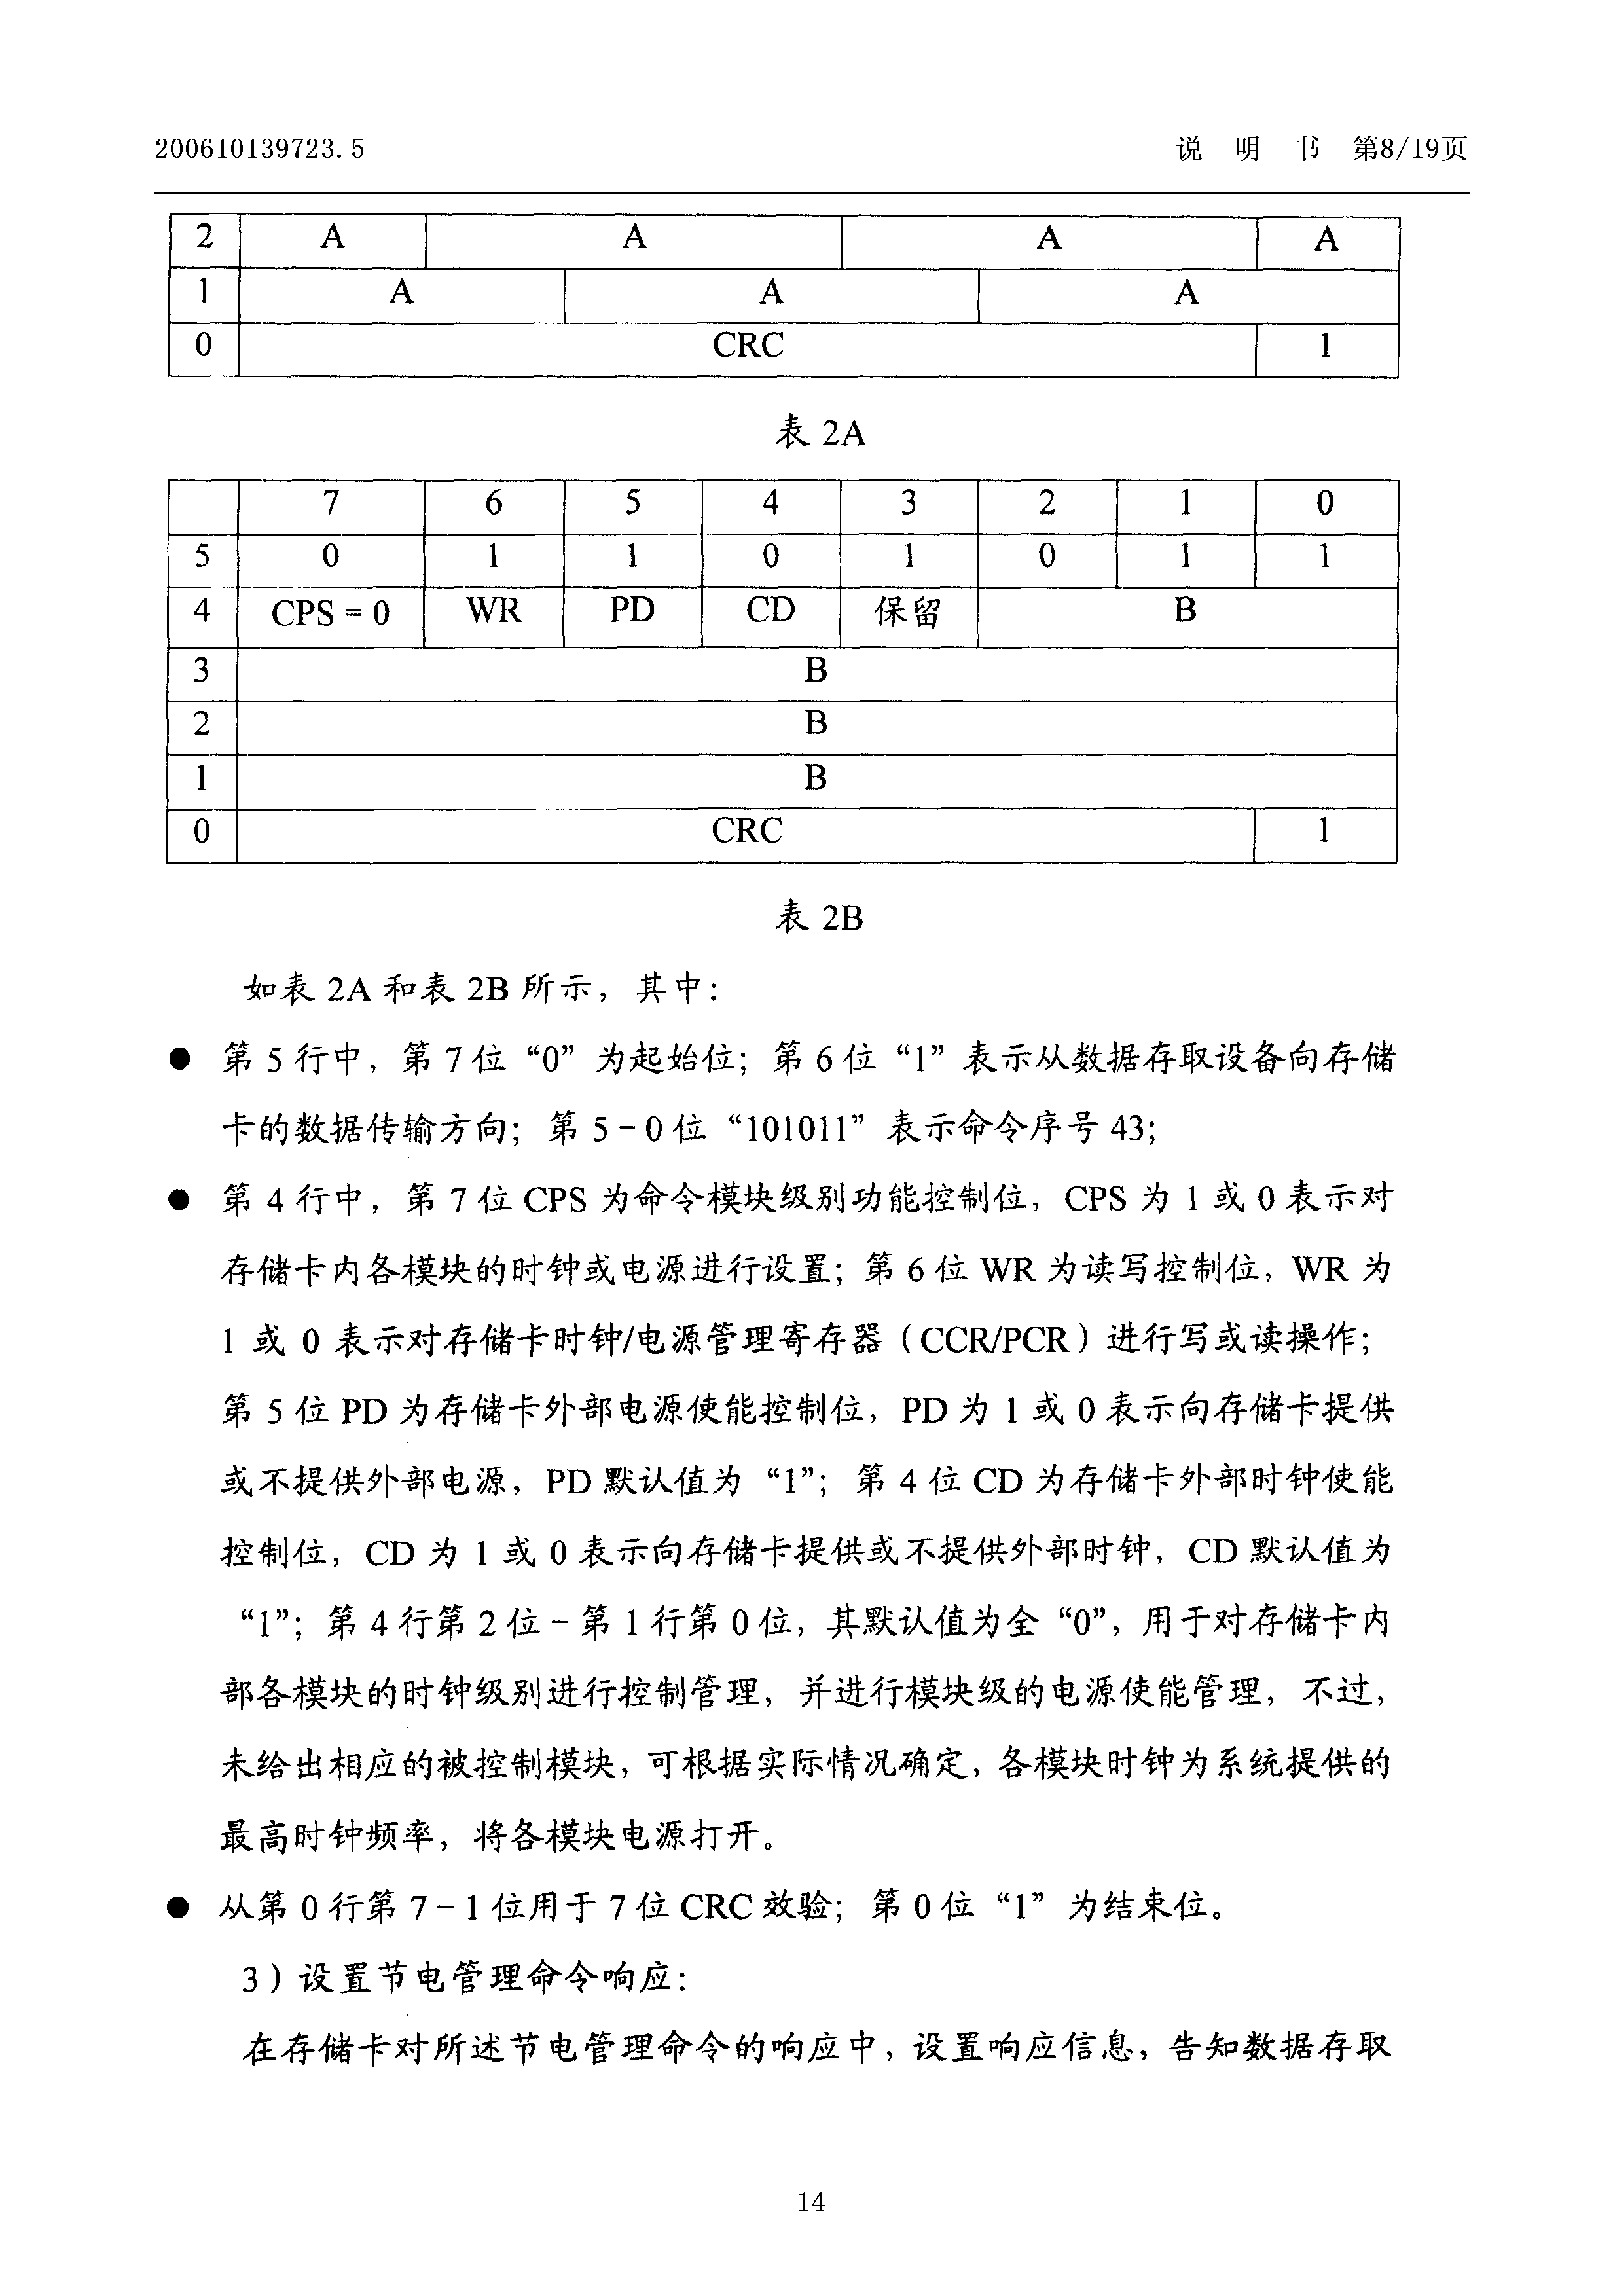 200610139723.5 说 明 书 第8/19页
2 A A A A
1 A A A
0 CRC 1
表 2A
7 6 5 4 3 2 1 0
5 0 1 1 0 1 0 1 1
4 CPS = 0 WR PD CD 保留 B
3 B
2 B
1 B
0 CRC 1
表 2B
如表 2A 和表 2B 所示，其中：
● 第 5 行中，第 7 位 “0” 为起始位；第 6 位 “1” 表示从数据存取设备向存储
卡的数据传输方向；第 5－0 位 “101011” 表示命令序号 43；
● 第 4 行中，第 7 位 CPS 为命令模块级别功能控制位，CPS 为 1 或 0 表示对
存储卡内各模块的时钟或电源进行设置；第 6 位 WR 为读写控制位，WR 为
1 或 0 表示对存储卡时钟/电源管理寄存器（CCR/PCR）进行写或读操作；
第 5 位 PD 为存储卡外部电源使能控制位，PD 为 1 或 0 表示向存储卡提供
或不提供外部电源，PD 默认值为 “1”；第 4 位 CD 为存储卡外部时钟使能
控制位，CD 为 1 或 0 表示向存储卡提供或不提供外部时钟，CD 默认值为
“1”；第 4 行第 2 位－第 1 行第 0 位，其默认值为全 “0”，用于对存储卡内
部各模块的时钟级别进行控制管理，并进行模块级的电源使能管理，不过，
未给出相应的被控制模块，可根据实际情况确定，各模块时钟为系统提供的
最高时钟频率，将各模块电源打开。
● 从第 0 行第 7－1 位用于 7 位 CRC 效验；第 0 位 “1” 为结束位。
3）设置节电管理命令响应：
在存储卡对所述节电管理命令的响应中，设置响应信息，告知数据存取
14